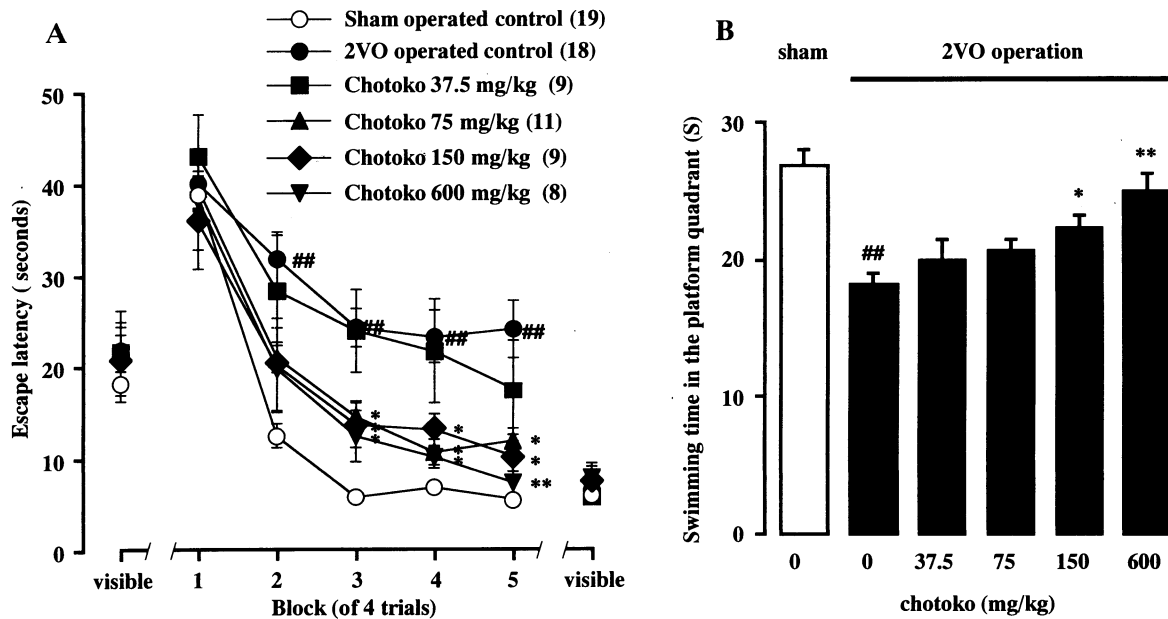 A
Sham operated control (19)
2VO operated control (18)
Chotoko 37.5 mg/kg (9)
Chotoko 75 mg/kg (11)
Chotoko 150 mg/kg (9)
Chotoko 600 mg/kg (8)
Escape latency ( seconds)
50
40
30
20
10
0
##
##
##
##
*
*
*
*
*
*
*
*
**
visible
1
2
3
4
5
visible
Block (of 4 trials)
B
sham
2VO operation
Swimming time in the platform quadrant (S)
30
20
10
0
##
*
**
0
0
37.5
75
150
600
chotoko (mg/kg)